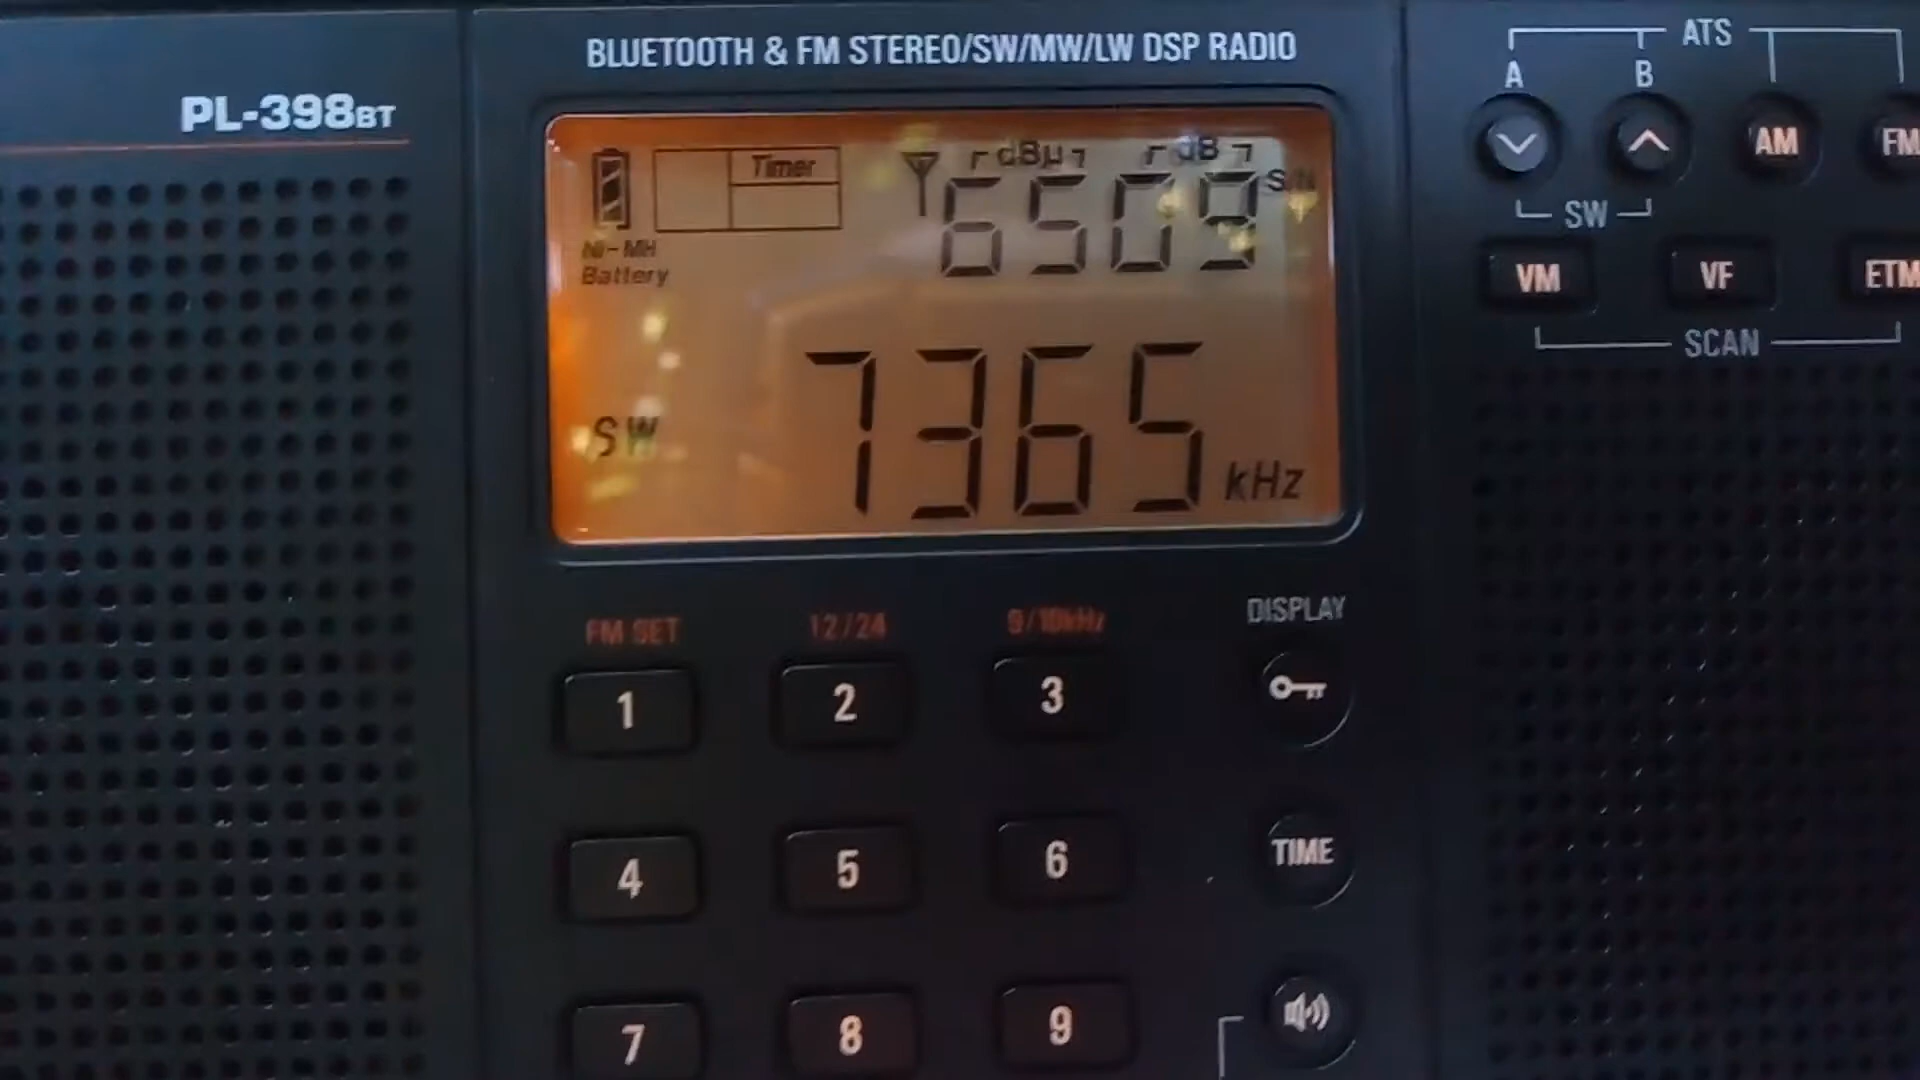 BLUETOOTH & FM STEREO/SW/MW/LW DSP RADIO
PL-398BT
Timer
dBμ dB
6509 S/N
Ni-MH
Battery
SW 7365 kHz
ATS
A B
AM FM
SW
VM VF ETM
SCAN
FM SET 12/24 9/10kHz DISPLAY
1 2 3
4 5 6 TIME
7 8 9